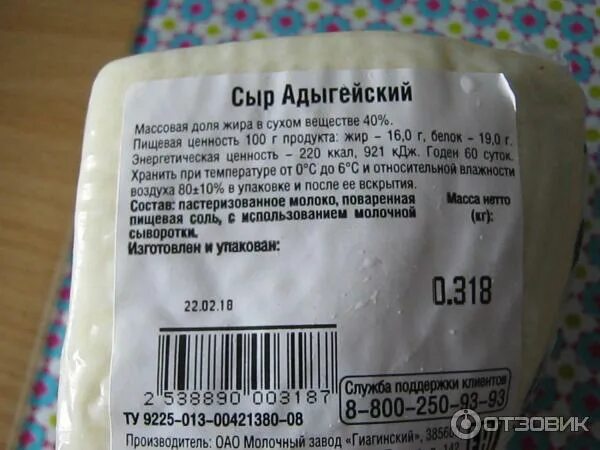 Сыр Адыгейский
Массовая доля жира в сухом веществе 40%.
Пищевая ценность 100 г продукта: жир – 16,0 г, белок – 19,0 г.
Энергетическая ценность – 220 ккал, 921 кДж. Годен 60 суток.
Хранить при температуре от 0°С до 6°С и относительной влажности
воздуха 80±10% в упаковке и после ее вскрытия.
Состав: пастеризованное молоко, поваренная
пищевая соль, с использованием молочной
сыворотки.
Масса нетто
(кг):
Изготовлен и упакован:
22.02.18
0.318
2 538890 003187
Служба поддержки клиентов
8-800-250-93-93
ТУ 9225-013-00421380-08
Производитель: ОАО Молочный завод «Гиагинский», 38560
ОТЗОВИК